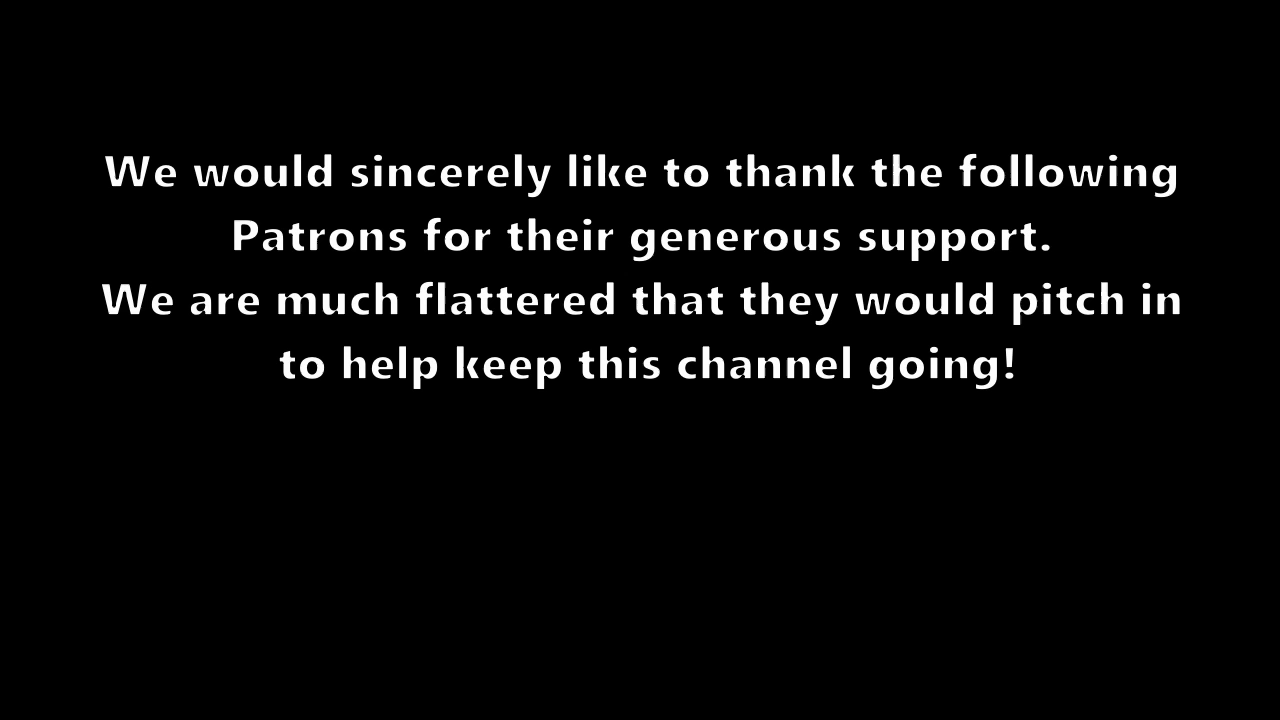 We would sincerely like to thank the following
Patrons for their generous support.
We are much flattered that they would pitch in
to help keep this channel going!